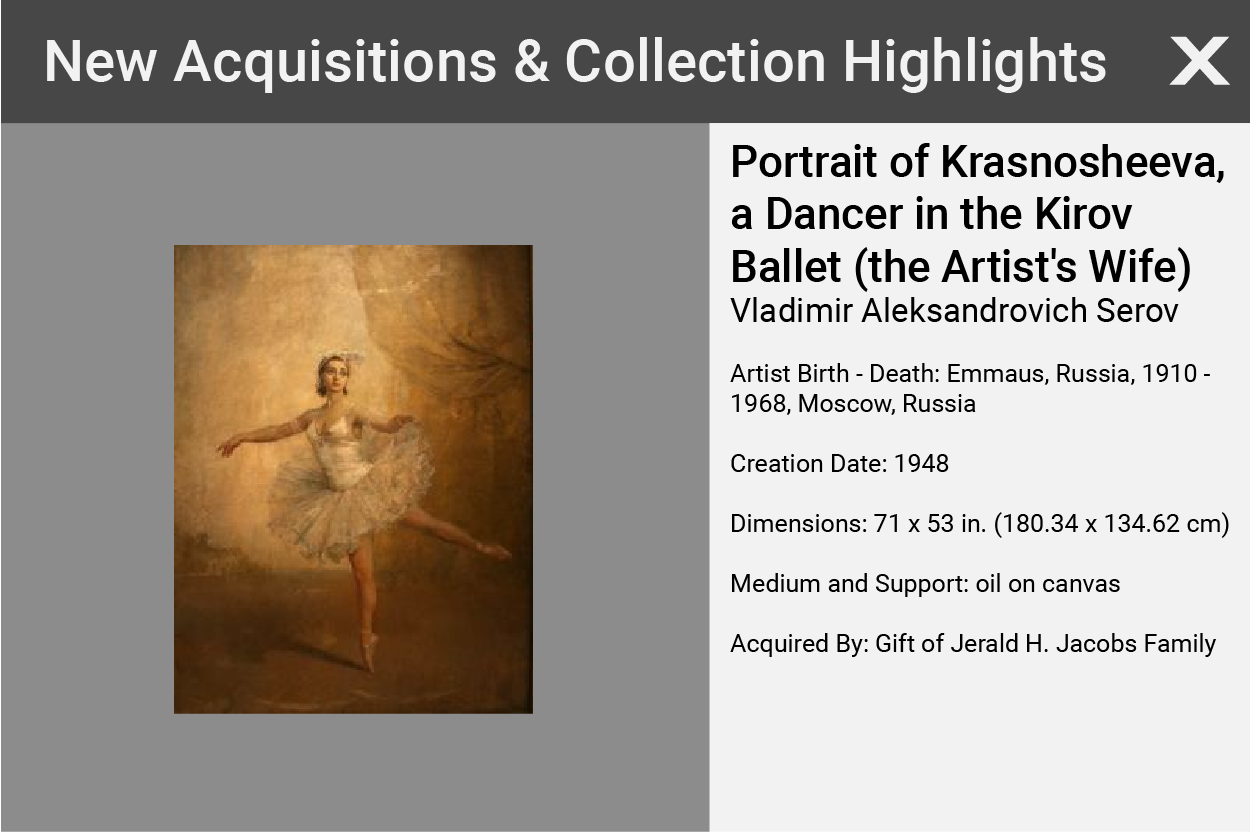 New Acquisitions & Collection Highlights X
Portrait of Krasnosheeva,
a Dancer in the Kirov
Ballet (the Artist's Wife)
Vladimir Aleksandrovich Serov
Artist Birth - Death: Emmaus, Russia, 1910 -
1968, Moscow, Russia
Creation Date: 1948
Dimensions: 71 x 53 in. (180.34 x 134.62 cm)
Medium and Support: oil on canvas
Acquired By: Gift of Jerald H. Jacobs Family